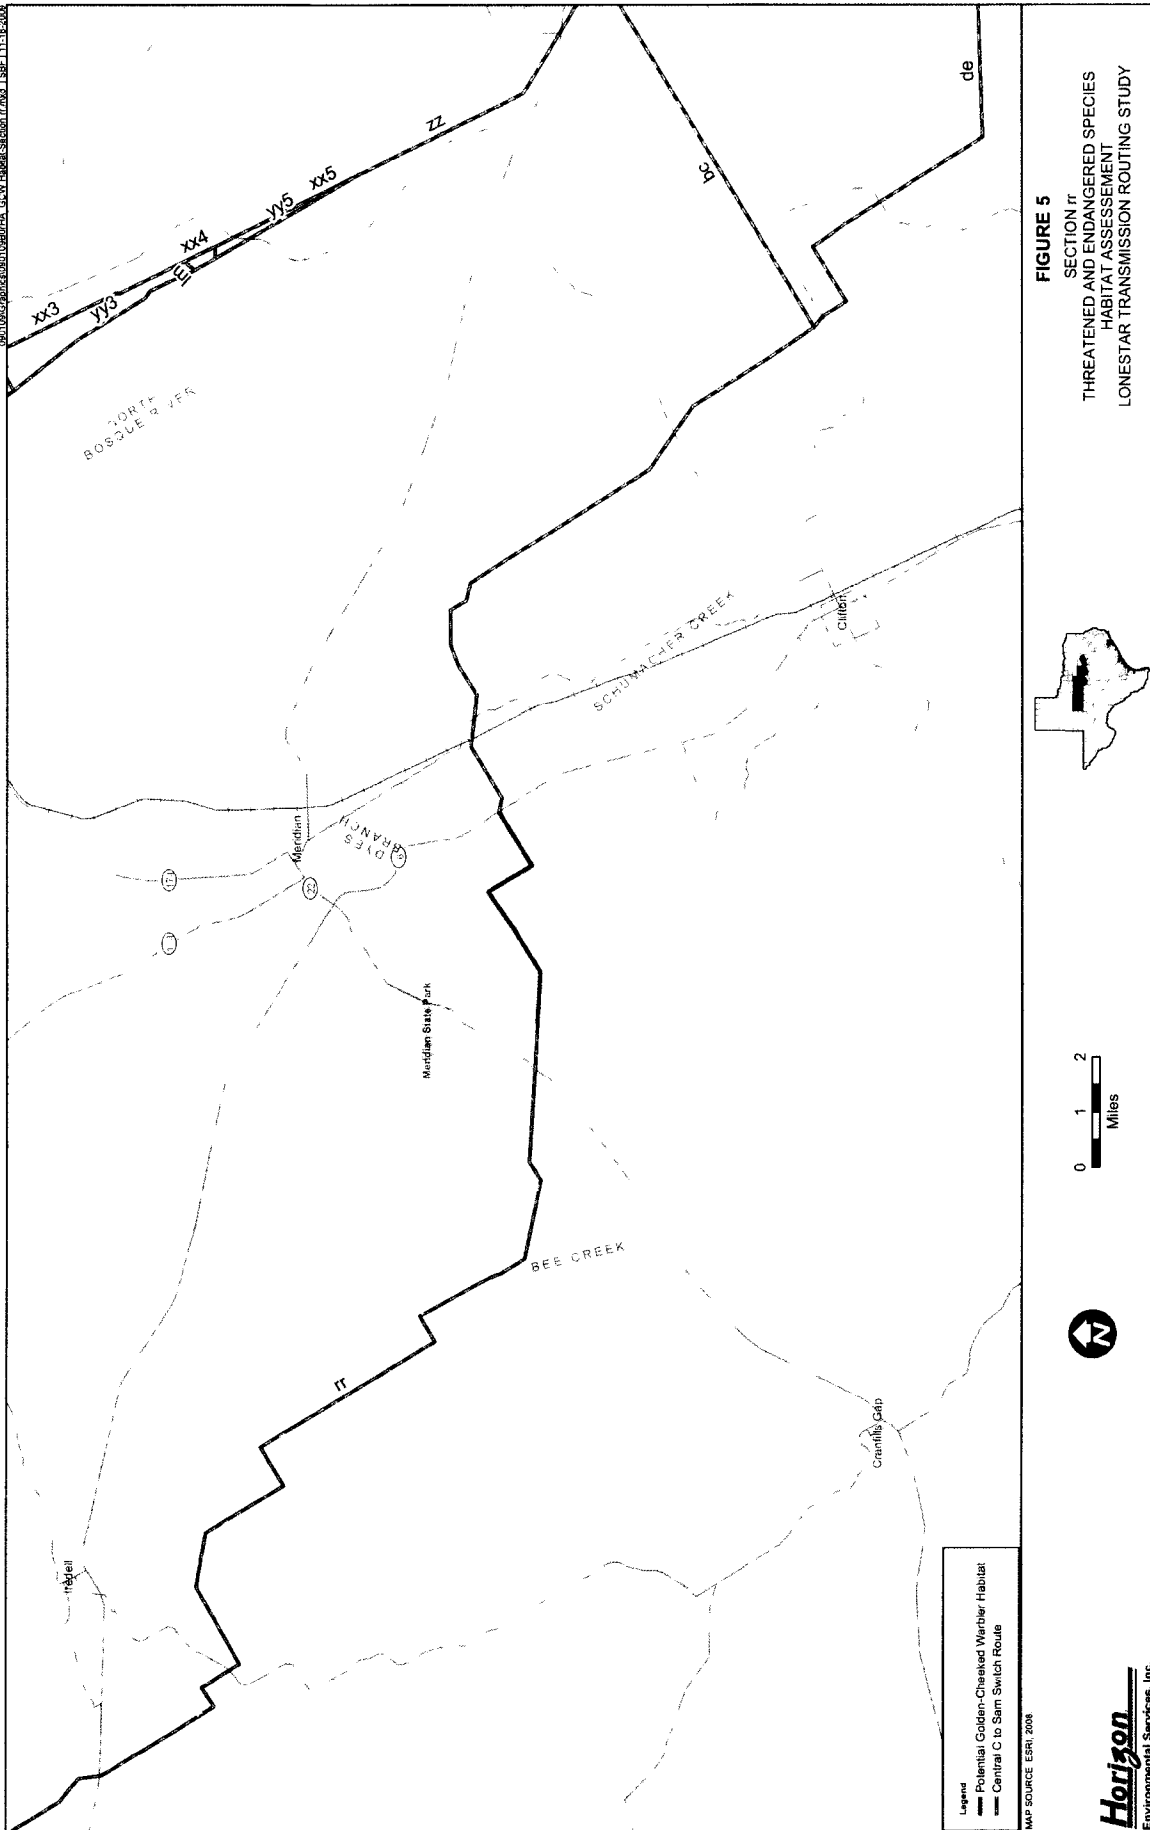 xx3
yy3
xx4
lm
yy5
xx5
zz
bc
de
NORTH
BOSQUE RIVER
SCHUMACHER CREEK
Clifton
Meridian
DYES
BRANCH
22
Meridian State Park
BEE CREEK
rr
Iredell
Cranfills Gap
Legend
Potential Golden-Cheeked Warbler Habitat
Central C to Sam Switch Route
MAP SOURCE ESRI, 2008.
Horizon
Environmental Services, Inc.
N
0 1 2
Miles
FIGURE 5
SECTION rr
THREATENED AND ENDANGERED SPECIES
HABITAT ASSESSEMENT
LONESTAR TRANSMISSION ROUTING STUDY